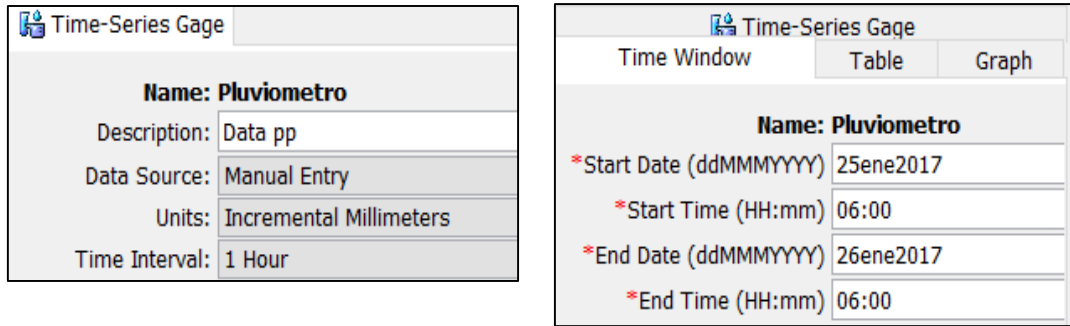 Time-Series Gage
Name: Pluviometro
Description: Data pp
Data Source: Manual Entry
Units: Incremental Millimeters
Time Interval: 1 Hour
Time-Series Gage
Time Window Table Graph
Name: Pluviometro
*Start Date (ddMMMYYYY) 25ene2017
*Start Time (HH:mm) 06:00
*End Date (ddMMMYYYY) 26ene2017
*End Time (HH:mm) 06:00